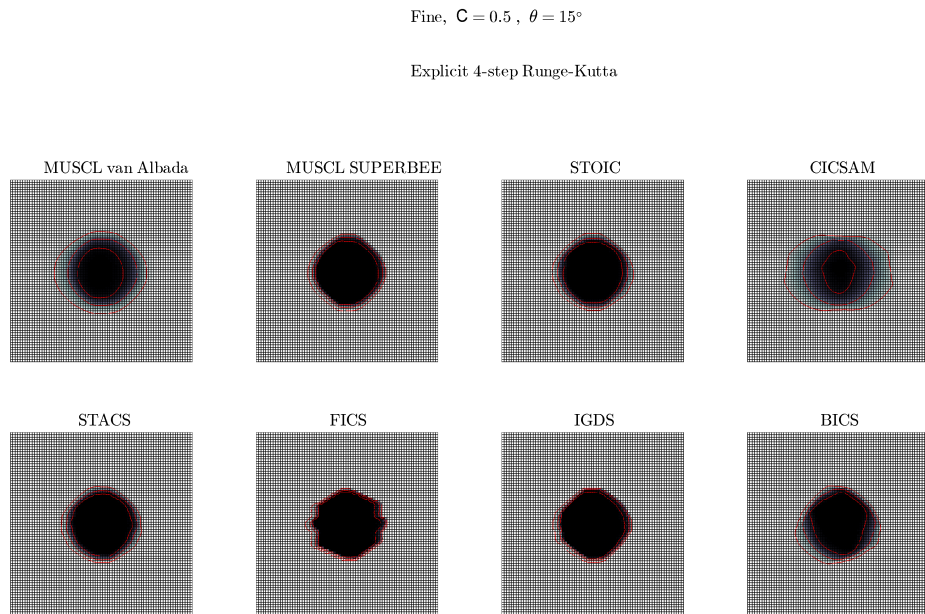 Fine, C = 0.5 , θ = 15°
Explicit 4-step Runge-Kutta
MUSCL van Albada MUSCL SUPERBEE STOIC CICSAM
STACS FICS IGDS BICS